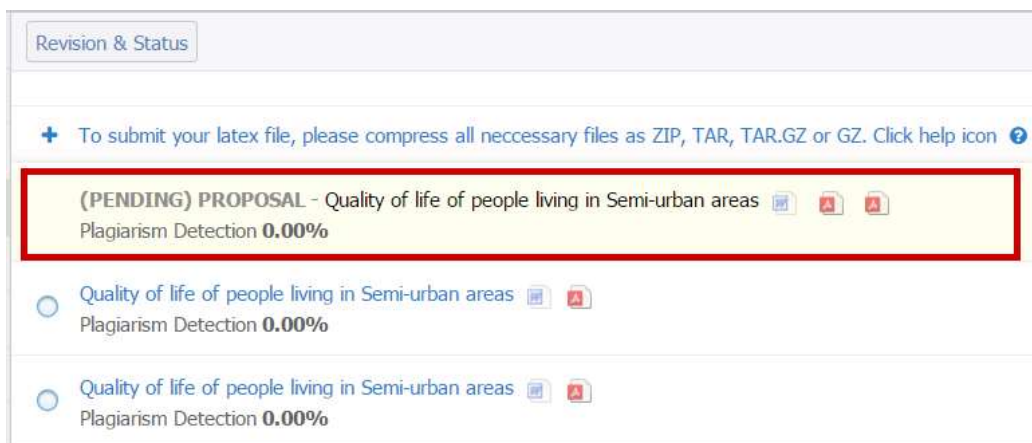 Revision & Status
To submit your latex file, please compress all neccessary files as ZIP, TAR, TAR.GZ or GZ. Click help icon
(PENDING) PROPOSAL - Quality of life of people living in Semi-urban areas
Plagiarism Detection 0.00%
Quality of life of people living in Semi-urban areas
Plagiarism Detection 0.00%
Quality of life of people living in Semi-urban areas
Plagiarism Detection 0.00%